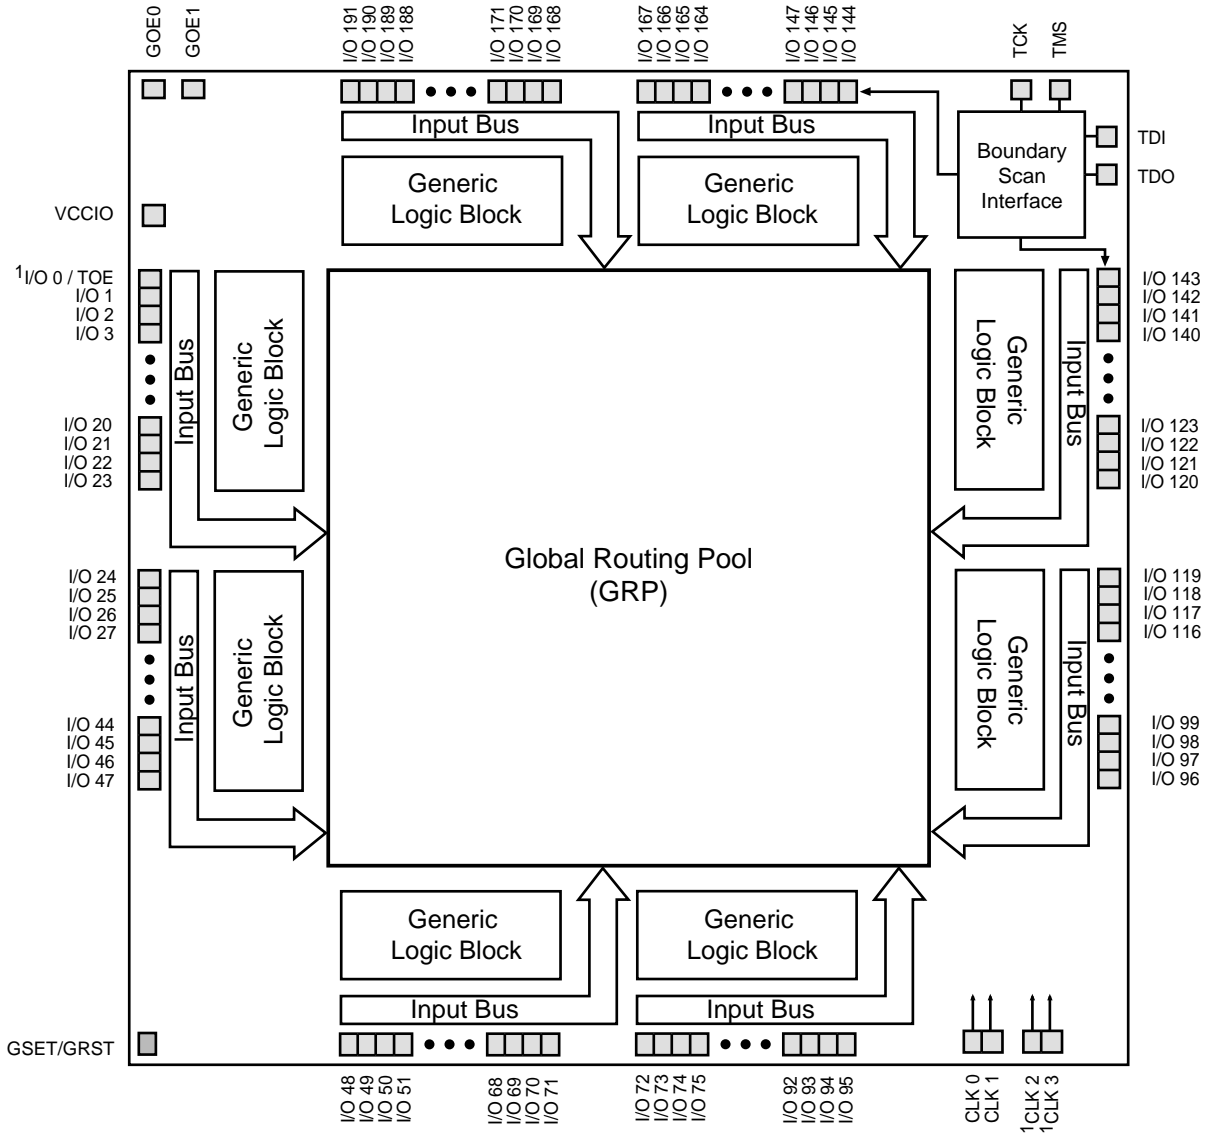 GOE0
GOE1
I/O 191
I/O 190
I/O 189
I/O 188
I/O 171
I/O 170
I/O 169
I/O 168
I/O 167
I/O 166
I/O 165
I/O 164
I/O 147
I/O 146
I/O 145
I/O 144
TCK
TMS
Input Bus
Input Bus
TDI
TDO
Boundary
Scan
Interface
Generic
Logic Block
Generic
Logic Block
VCCIO
1I/O 0 / TOE
I/O 1
I/O 2
I/O 3
I/O 20
I/O 21
I/O 22
I/O 23
Input Bus
Generic
Logic Block
Generic
Logic Block
Input Bus
I/O 143
I/O 142
I/O 141
I/O 140
I/O 123
I/O 122
I/O 121
I/O 120
Global Routing Pool
(GRP)
I/O 24
I/O 25
I/O 26
I/O 27
I/O 44
I/O 45
I/O 46
I/O 47
Input Bus
Generic
Logic Block
Generic
Logic Block
Input Bus
I/O 119
I/O 118
I/O 117
I/O 116
I/O 99
I/O 98
I/O 97
I/O 96
Generic
Logic Block
Generic
Logic Block
Input Bus
Input Bus
GSET/GRST
I/O 48
I/O 49
I/O 50
I/O 51
I/O 68
I/O 69
I/O 70
I/O 71
I/O 72
I/O 73
I/O 74
I/O 75
I/O 92
I/O 93
I/O 94
I/O 95
CLK 0
CLK 1
1CLK 2
1CLK 3